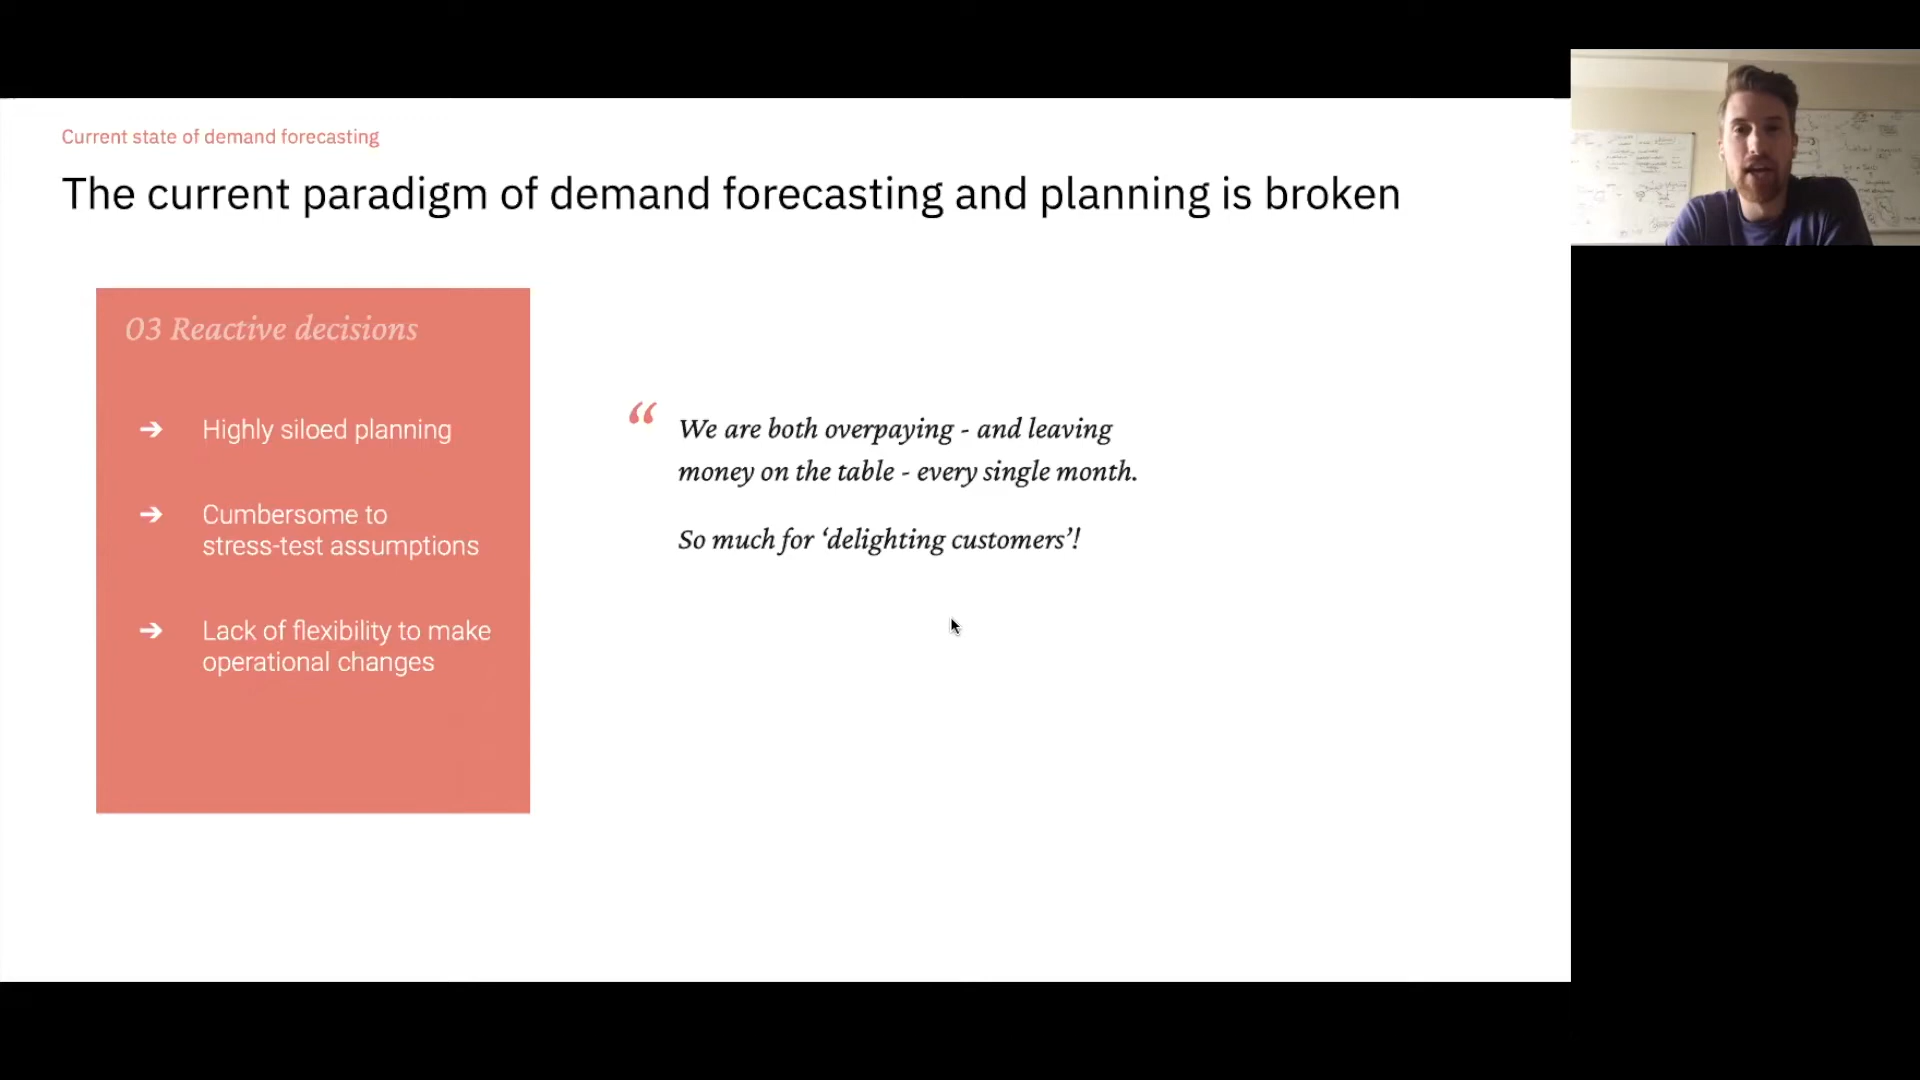 Current state of demand forecasting
The current paradigm of demand forecasting and planning is broken
03 Reactive decisions
➔ Highly siloed planning
➔ Cumbersome to
stress-test assumptions
➔ Lack of flexibility to make
operational changes
“ We are both overpaying - and leaving
money on the table - every single month.
So much for ‘delighting customers’!